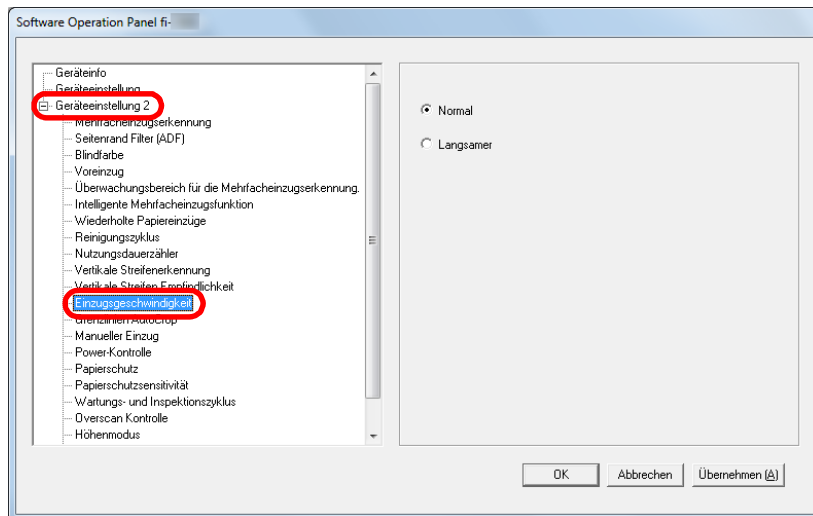 Software Operation Panel fi-
Geräteinfo
Geräteeinstellung
Geräteeinstellung 2
Mehrfacheinzugserkennung
Seitenrand Filter (ADF)
Blindfarbe
Voreinzug
Überwachungsbereich für die Mehrfacheinzugserkennung.
Intelligente Mehrfacheinzugsfunktion
Wiederholte Papiereinzüge
Reinigungszyklus
Nutzungsdauerzähler
Vertikale Streifenerkennung
Vertikale Streifen Empfindlichkeit
Einzugsgeschwindigkeit
Grenzlinien AutoCrop
Manueller Einzug
Power-Kontrolle
Papierschutz
Papierschutzsensitivität
Wartungs- und Inspektionszyklus
Overscan Kontrolle
Höhenmodus
Normal
Langsamer
OK Abbrechen Übernehmen (A)